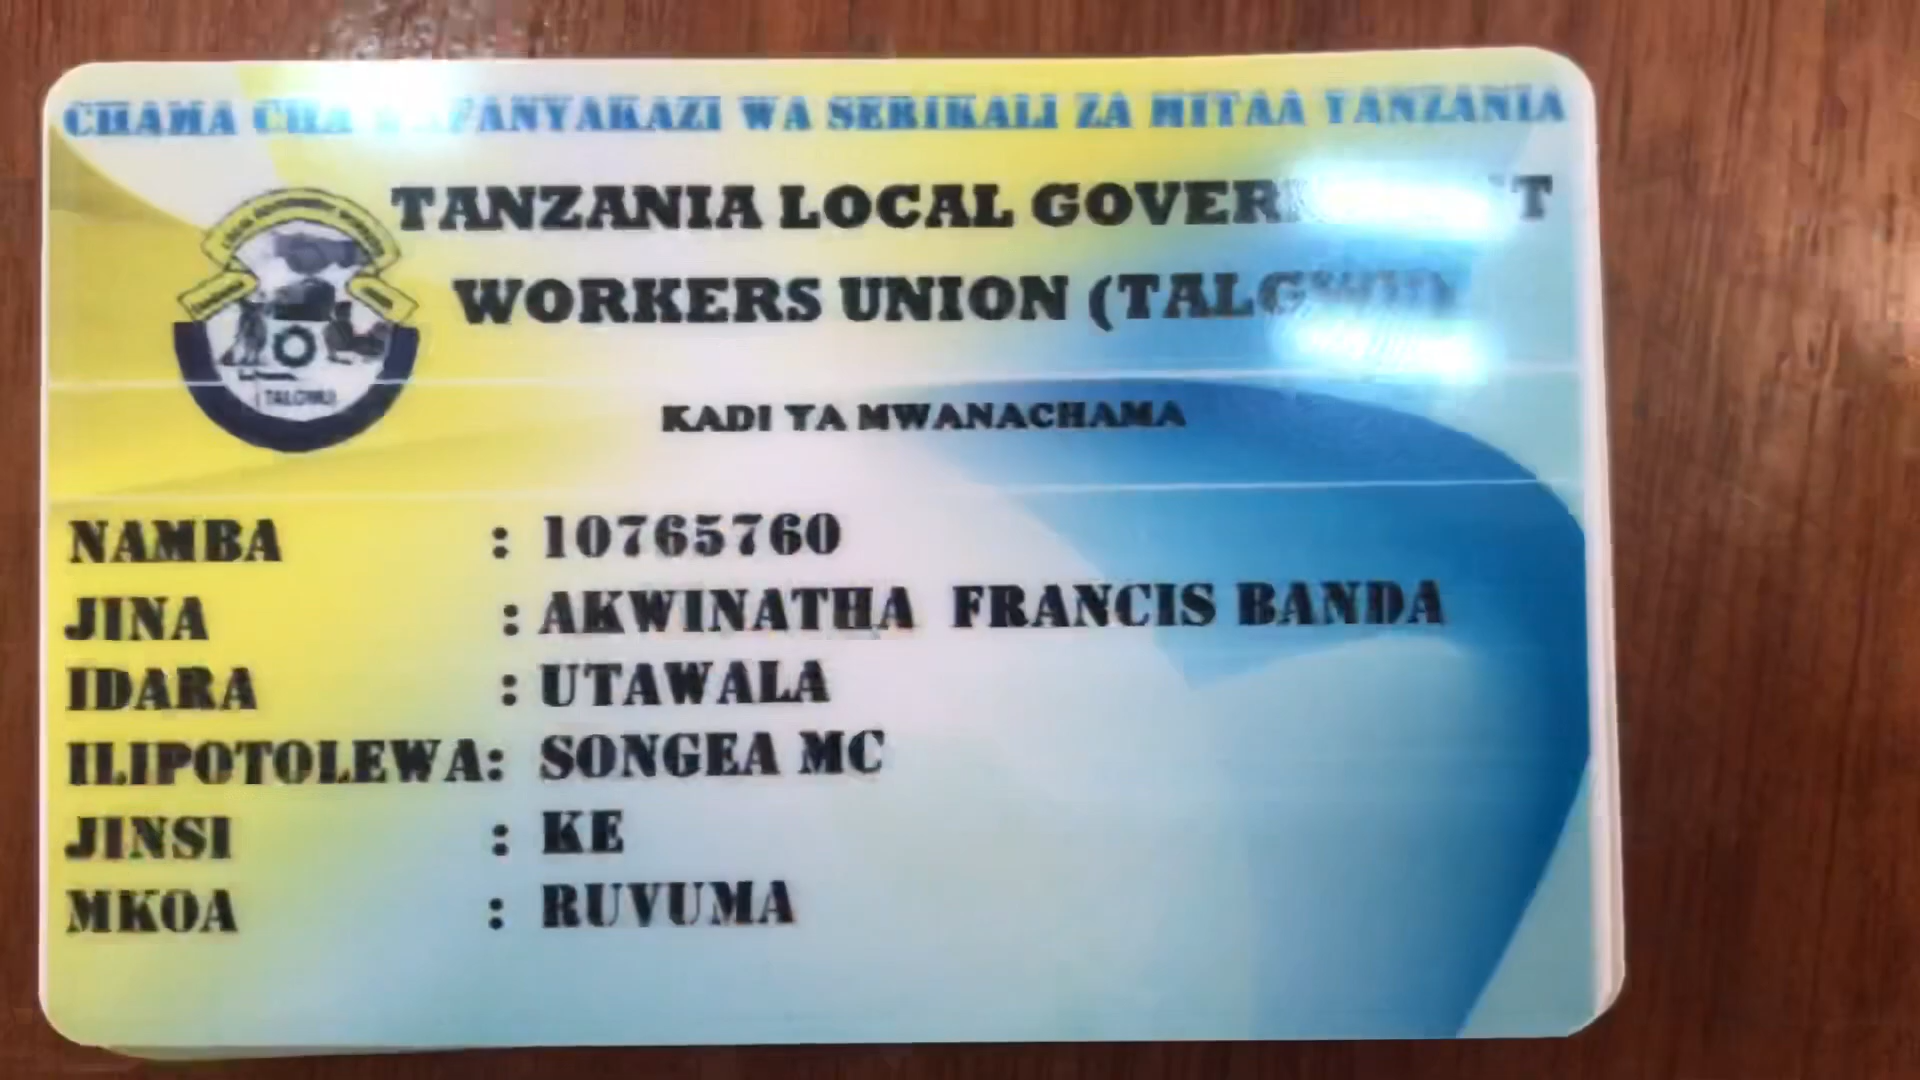 CHAMA CHA WAFANYAKAZI WA SERIKALI ZA MITAA TANZANIA
TANZANIA LOCAL GOVERNMENT
WORKERS UNION (TALGWU)
(TALGWU)
KADI YA MWANACHAMA
NAMBA : 10765760
JINA : AKWINATHA FRANCIS BANDA
IDARA : UTAWALA
ILIPOTOLEWA: SONGEA MC
JINSI : KE
MKOA : RUVUMA